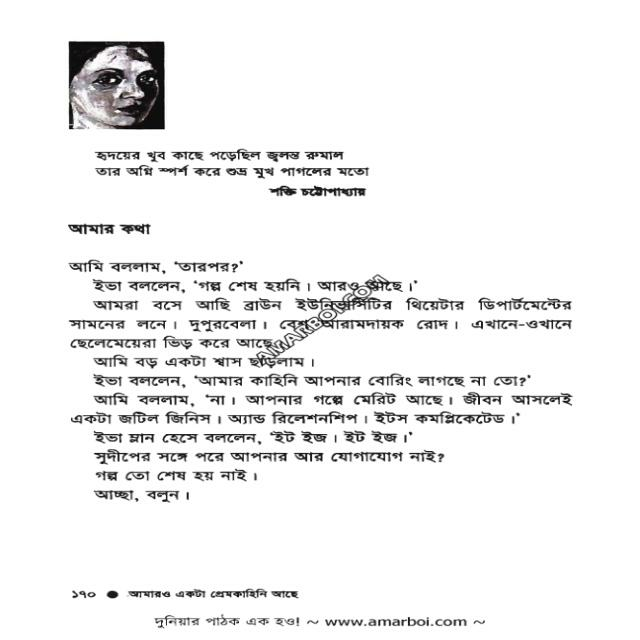 হৃদয়ের খুব কাছে পড়েছিল জ্বলন্ত রুমাল
তার অগ্নি স্পর্শ করে শুভ্র মুখ পাগলের মতো
শক্তি চট্টোপাধ্যায়
আমার কথা
আমি বললাম, ‘তারপর?’
ইভা বললেন, ‘গল্প শেষ হয়নি। আরও আছে।’
আমরা বসে আছি ব্রাউন ইউনিভার্সিটির থিয়েটার ডিপার্টমেন্টের
সামনের লনে। দুপুরবেলা। বেশ আরামদায়ক রোদ। এখানে-ওখানে
ছেলেমেয়েরা ভিড় করে আছে।
আমি বড় একটা শ্বাস ছাড়লাম।
ইভা বললেন, ‘আমার কাহিনি আপনার বোরিং লাগছে না তো?’
আমি বললাম, ‘না। আপনার গল্পে মেরিট আছে। জীবন আসলেই
একটা জটিল জিনিস। অ্যান্ড রিলেশনশিপ। ইটস কমপ্লিকেটেড।’
ইভা ম্লান হেসে বললেন, ‘ইট ইজ। ইট ইজ।’
সুদীপের সঙ্গে পরে আপনার আর যোগাযোগ নাই?
গল্প তো শেষ হয় নাই।
আচ্ছা, বলুন।
AMARBOI.COM
১৭০ ● আমারও একটা প্রেমকাহিনি আছে
দুনিয়ার পাঠক এক হও! ~ www.amarboi.com ~